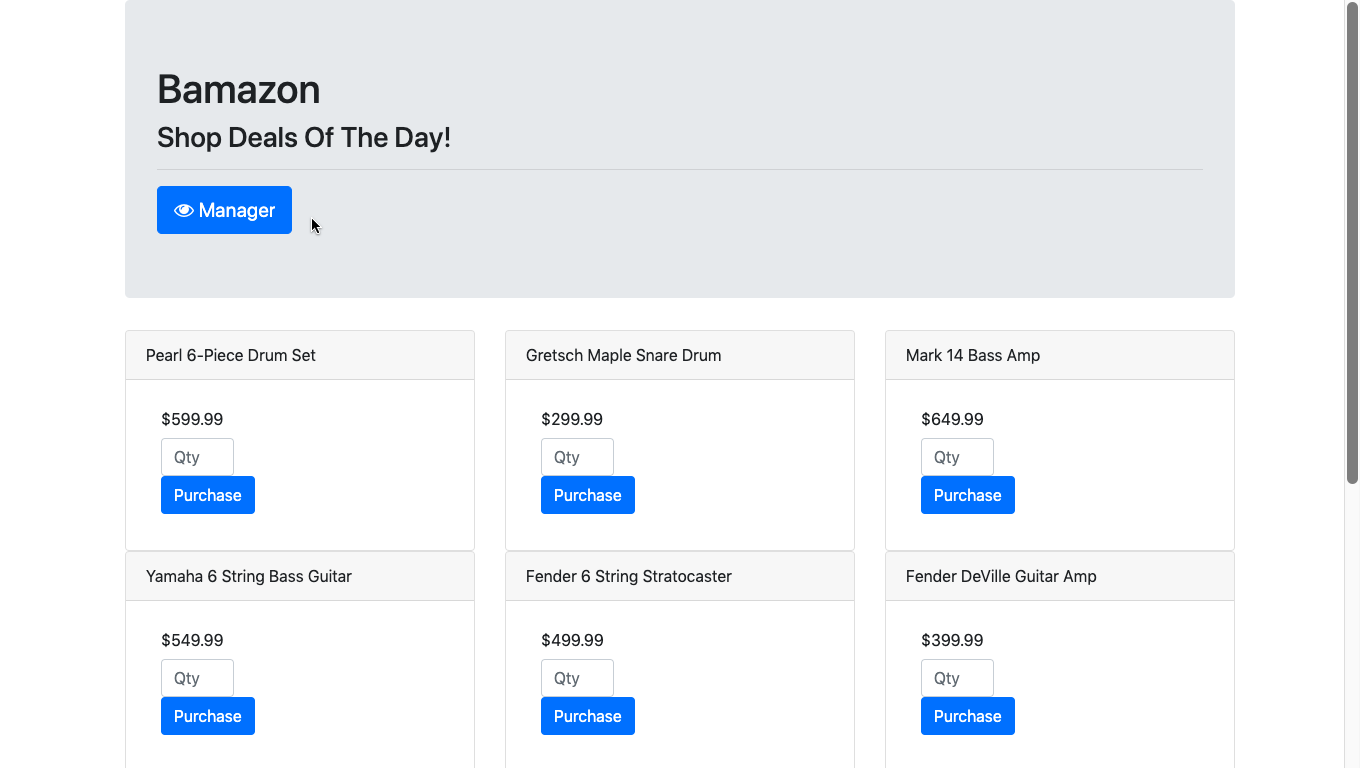 Bamazon
Shop Deals Of The Day!
Manager
Pearl 6-Piece Drum Set
$599.99
Qty
Purchase
Gretsch Maple Snare Drum
$299.99
Qty
Purchase
Mark 14 Bass Amp
$649.99
Qty
Purchase
Yamaha 6 String Bass Guitar
$549.99
Qty
Purchase
Fender 6 String Stratocaster
$499.99
Qty
Purchase
Fender DeVille Guitar Amp
$399.99
Qty
Purchase